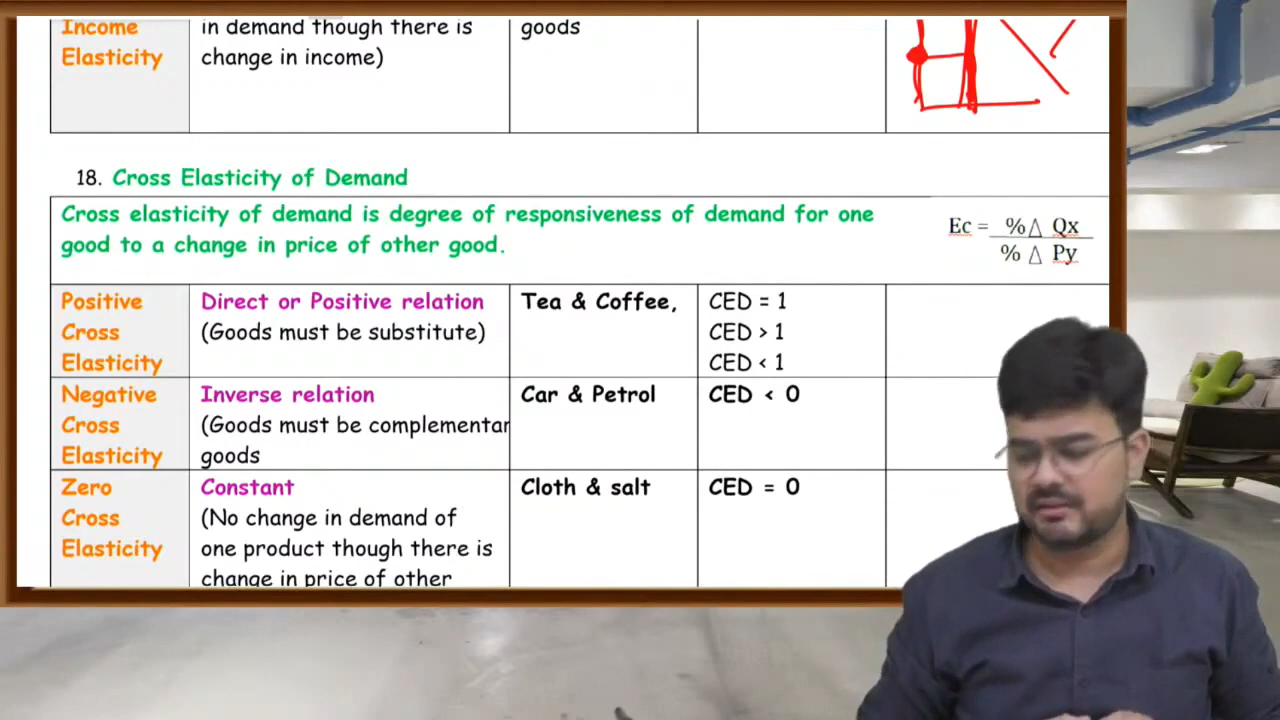 Income
Elasticity
in demand though there is
change in income)
goods
18. Cross Elasticity of Demand
Cross elasticity of demand is degree of responsiveness of demand for one
good to a change in price of other good.
Ec = %△ Qx
% △ Py
Positive
Cross
Elasticity
Direct or Positive relation
(Goods must be substitute)
Tea & Coffee,
CED = 1
CED > 1
CED < 1
Negative
Cross
Elasticity
Inverse relation
(Goods must be complementar
goods
Car & Petrol
CED < 0
Zero
Cross
Elasticity
Constant
(No change in demand of
one product though there is
change in price of other
Cloth & salt
CED = 0